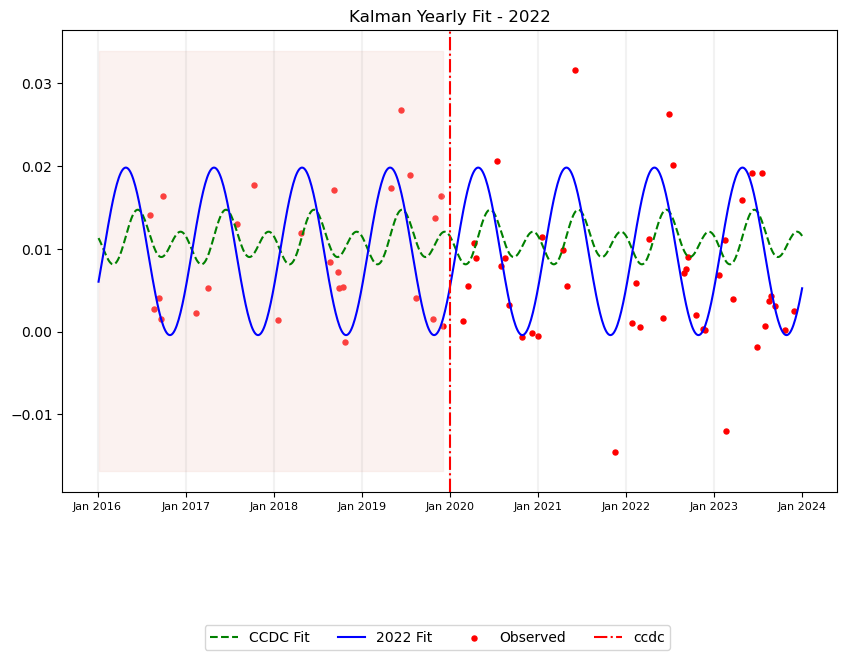 Kalman Yearly Fit - 2022
0.03
0.02
0.01
0.00
−0.01
Jan 2016 Jan 2017 Jan 2018 Jan 2019 Jan 2020 Jan 2021 Jan 2022 Jan 2023 Jan 2024
CCDC Fit 2022 Fit Observed ccdc